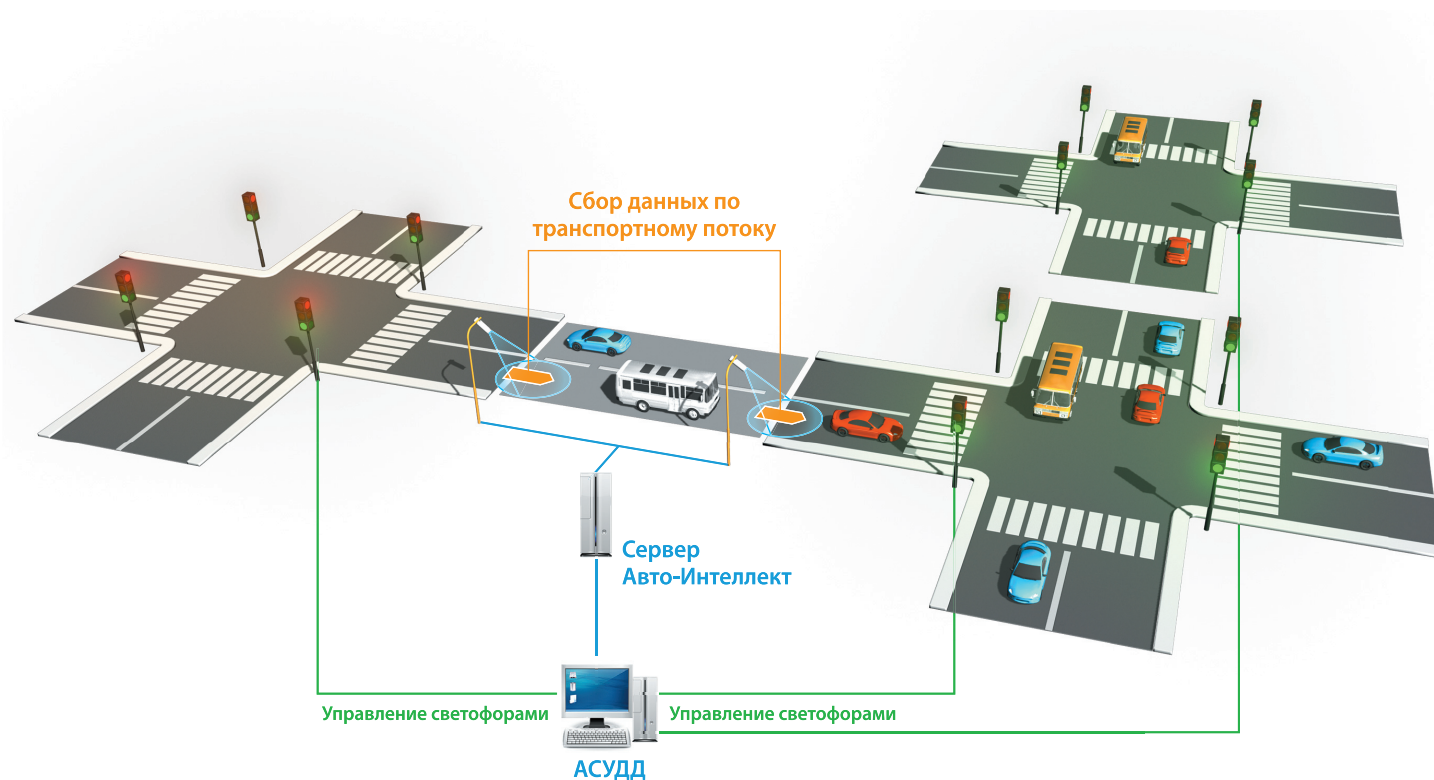 Сбор данных по
транспортному потоку
Сервер
Авто-Интеллект
Управление светофорами
Управление светофорами
АСУДД